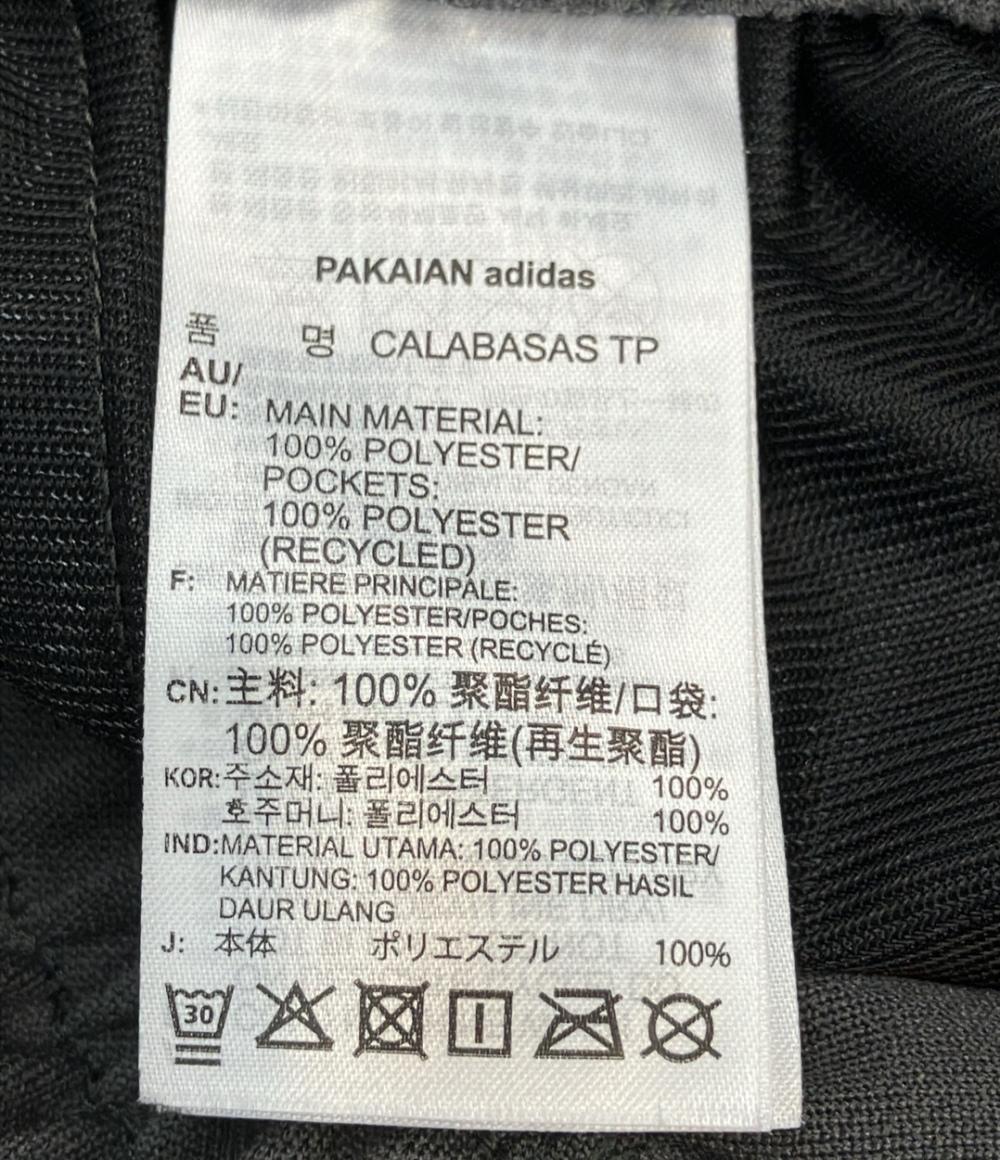 PAKAIAN adidas
품 명 CALABASAS TP
AU/
EU: MAIN MATERIAL:
100% POLYESTER/
POCKETS:
100% POLYESTER
(RECYCLED)
F: MATIERE PRINCIPALE:
100% POLYESTER/POCHES:
100% POLYESTER (RECYCLÉ)
CN: 主料: 100% 聚酯纤维/口袋:
100% 聚酯纤维(再生聚酯)
KOR: 주소재: 폴리에스터 100%
호주머니: 폴리에스터 100%
IND: MATERIAL UTAMA: 100% POLYESTER/
KANTUNG: 100% POLYESTER HASIL
DAUR ULANG
J: 本体 ポリエステル 100%
30